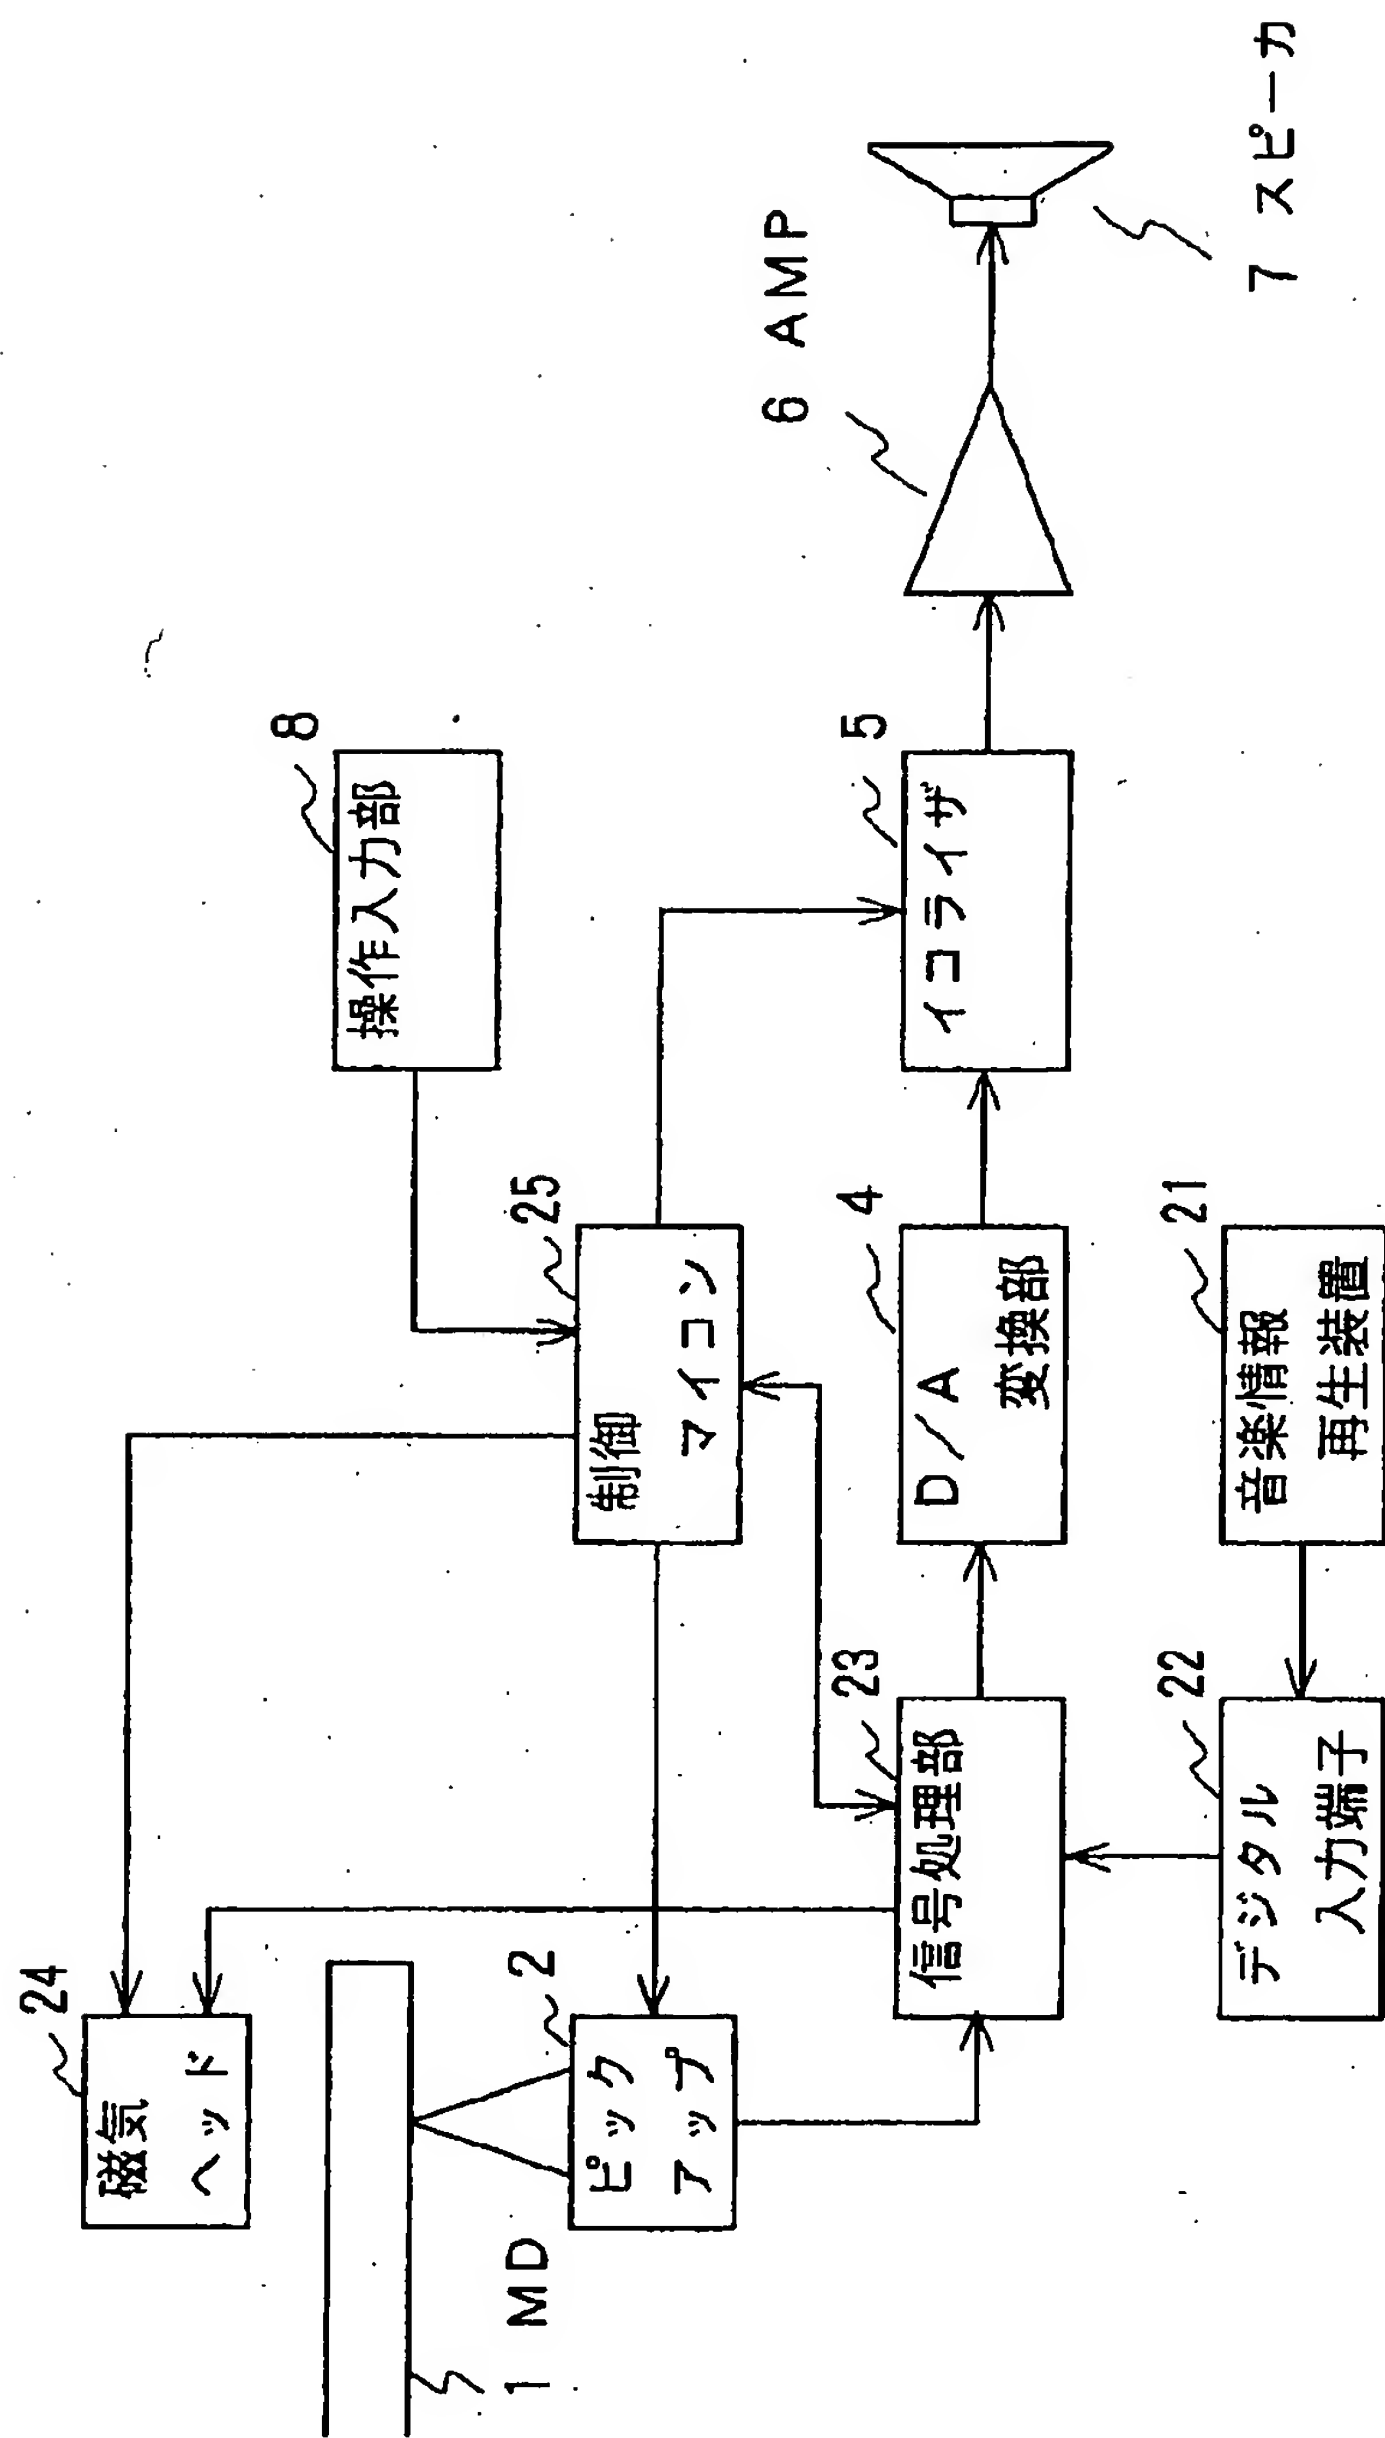 24
磁気
ヘッド
1 MD
2
ピック
アップ
8
操作入力部
25
制御
マイコン
23
信号処理部
4
D/A
変換部
5
イコライザ
6 AMP
7 スピーカ
22
デジタル
入力端子
21
音楽情報
再生装置